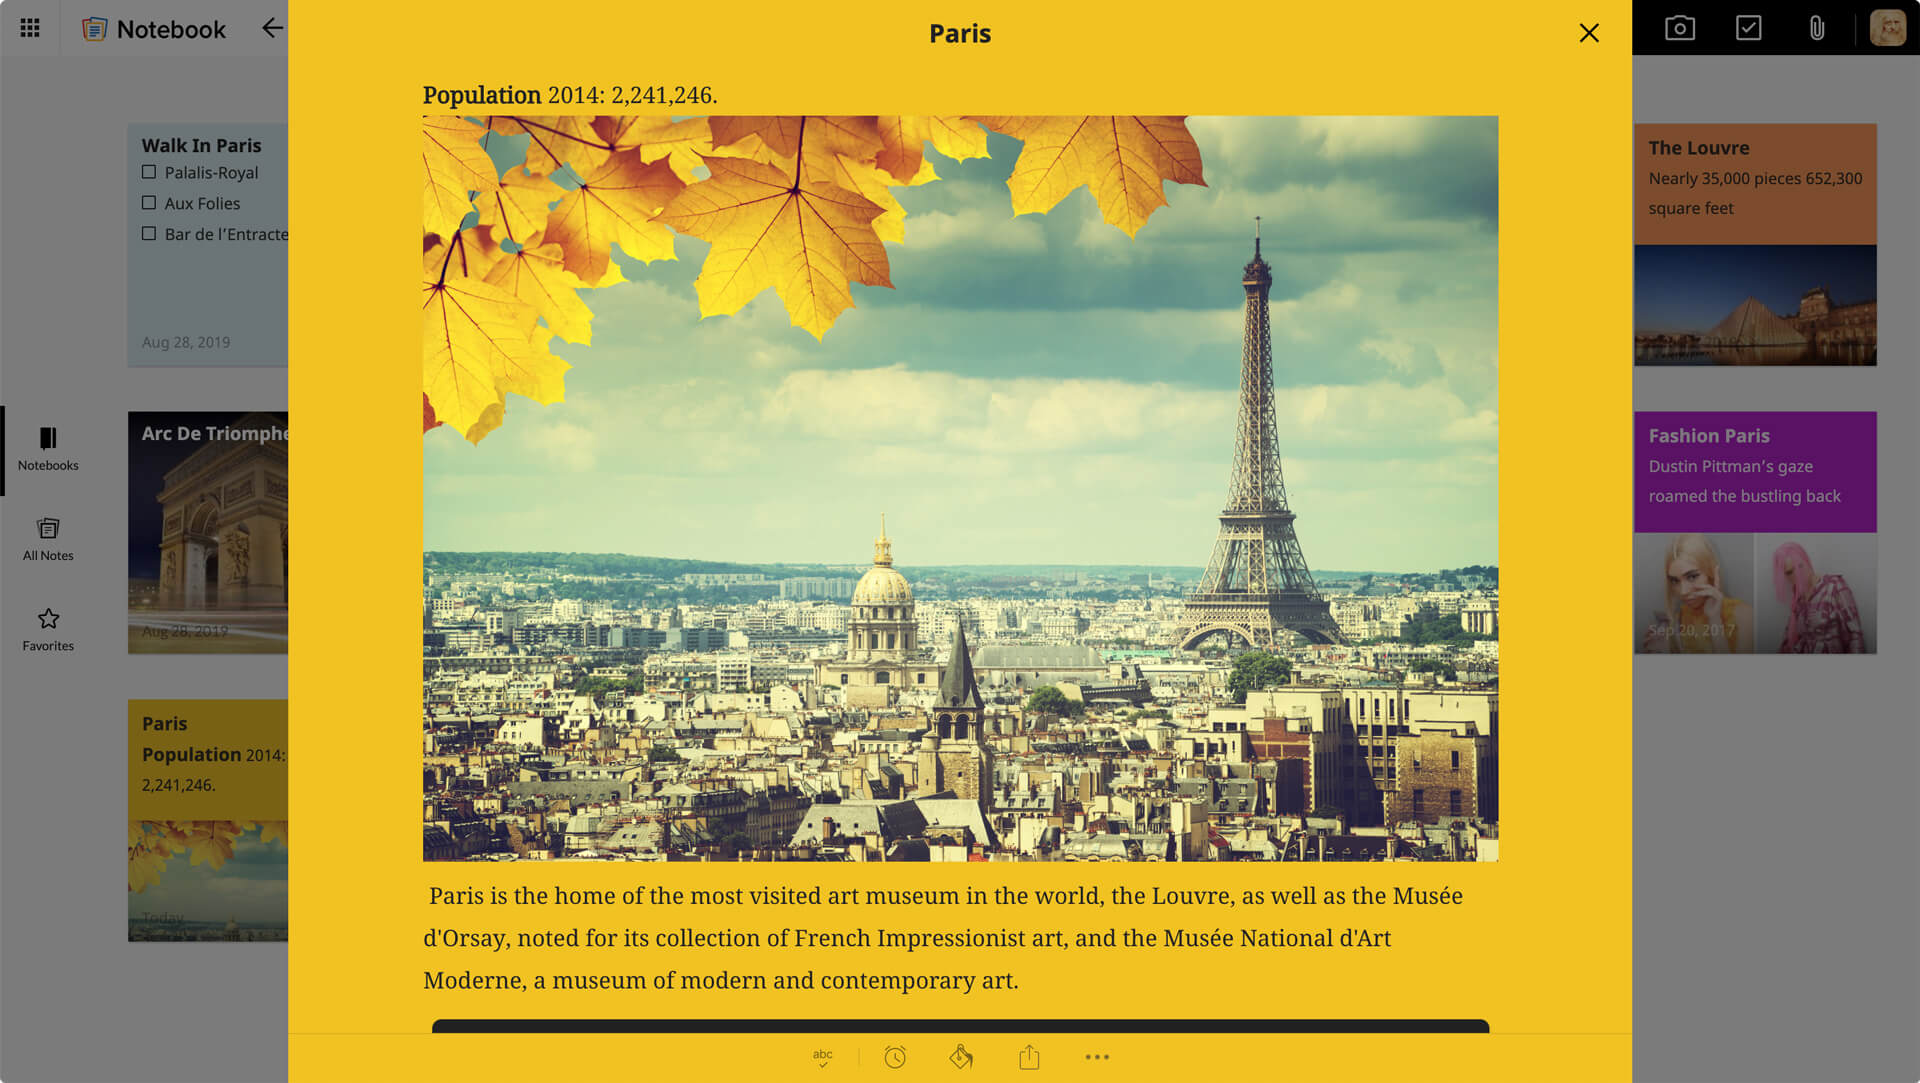 Notebook
Paris
Population 2014: 2,241,246.
Walk In Paris
Palalis-Royal
Aux Folies
Bar de l'Entracte
Aug 28, 2019
Arc De Triomphe
Aug 28, 2019
Paris
Population 2014:
2,241,246.
Today
Notebooks
All Notes
Favorites
Paris is the home of the most visited art museum in the world, the Louvre, as well as the Musée
d'Orsay, noted for its collection of French Impressionist art, and the Musée National d'Art
Moderne, a museum of modern and contemporary art.
abc
The Louvre
Nearly 35,000 pieces 652,300
square feet
Fashion Paris
Dustin Pittman's gaze
roamed the bustling back
Sep 20, 2017